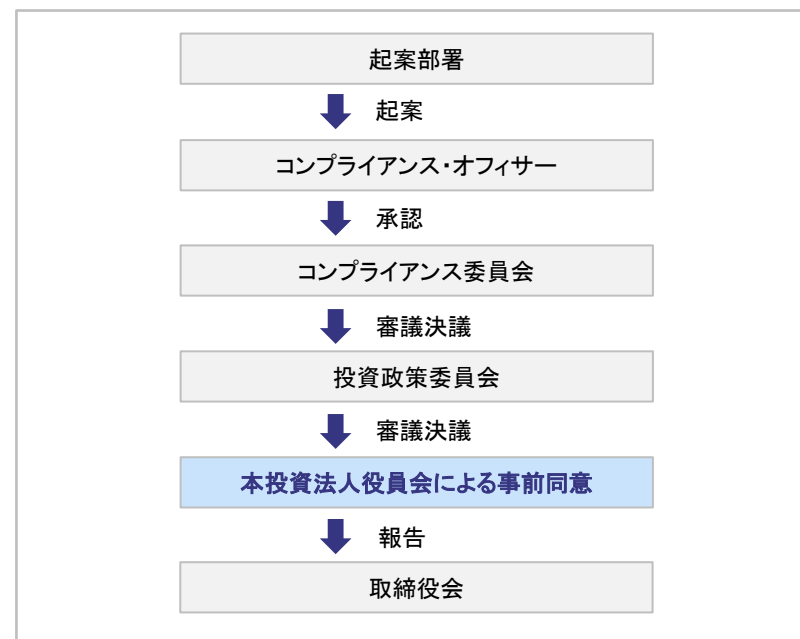 起案部署
起案
コンプライアンス・オフィサー
承認
コンプライアンス委員会
審議決議
投資政策委員会
審議決議
本投資法人役員会による事前同意
報告
取締役会